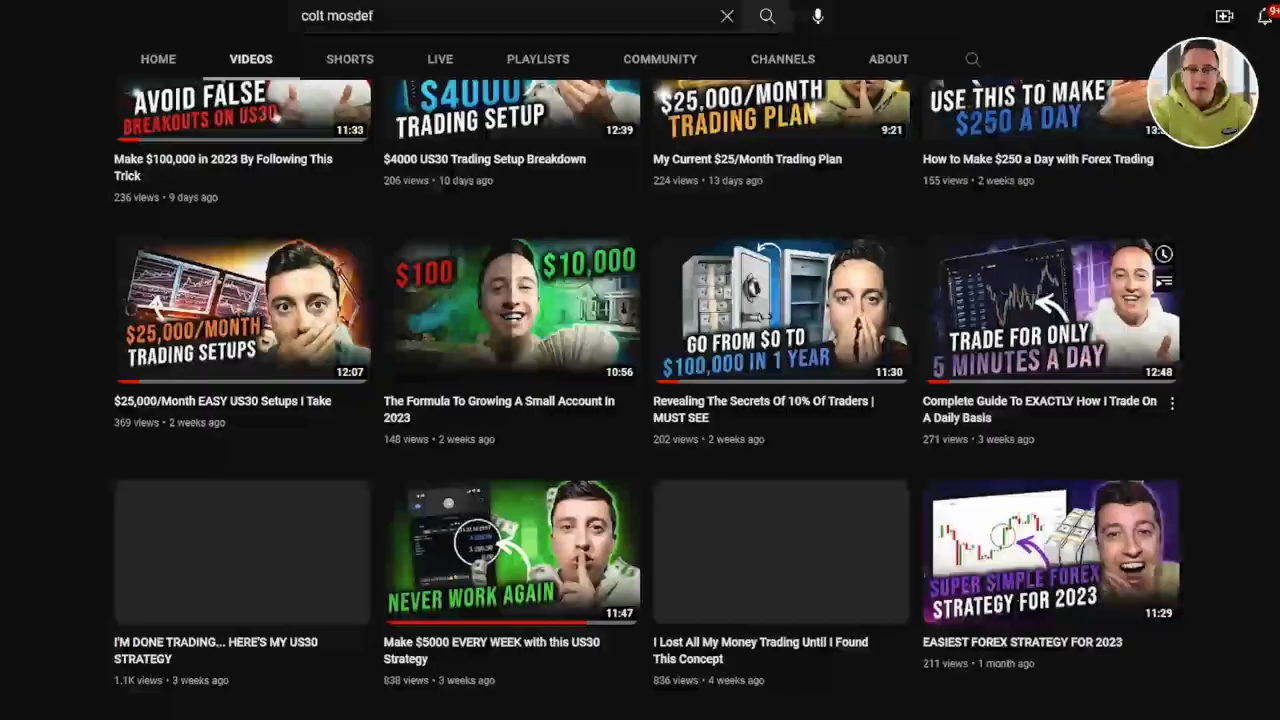 colt mosdef
9+
HOME
VIDEOS
SHORTS
LIVE
PLAYLISTS
COMMUNITY
CHANNELS
ABOUT
AVOID FALSE
BREAKOUTS ON US30
11:33
$4000
TRADING SETUP
12:39
$25,000/MONTH
TRADING PLAN
9:21
USE THIS TO MAKE
$250 A DAY
Make $100,000 in 2023 By Following This
Trick
236 views • 9 days ago
$4000 US30 Trading Setup Breakdown
206 views • 10 days ago
My Current $25/Month Trading Plan
224 views • 13 days ago
How to Make $250 a Day with Forex Trading
155 views • 2 weeks ago
$25,000/MONTH
TRADING SETUPS
12:07
$100
$10,000
10:56
GO FROM $0 TO
$100,000 IN 1 YEAR
11:30
TRADE FOR ONLY
5 MINUTES A DAY
12:48
$25,000/Month EASY US30 Setups I Take
369 views • 2 weeks ago
The Formula To Growing A Small Account In
2023
148 views • 2 weeks ago
Revealing The Secrets Of 10% Of Traders |
MUST SEE
202 views • 2 weeks ago
Complete Guide To EXACTLY How I Trade On
A Daily Basis
271 views • 3 weeks ago
NEVER WORK AGAIN
11:47
SUPER SIMPLE FOREX
STRATEGY FOR 2023
11:29
I'M DONE TRADING... HERE'S MY US30
STRATEGY
1.1K views • 3 weeks ago
Make $5000 EVERY WEEK with this US30
Strategy
838 views • 3 weeks ago
I Lost All My Money Trading Until I Found
This Concept
836 views • 4 weeks ago
EASIEST FOREX STRATEGY FOR 2023
211 views • 1 month ago